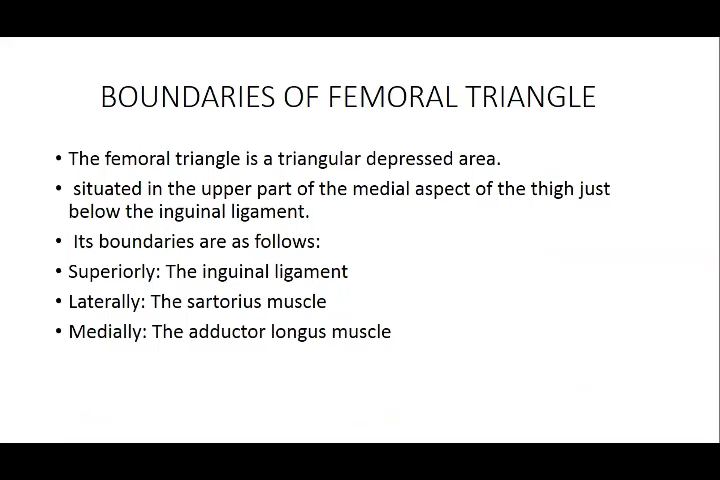 BOUNDARIES OF FEMORAL TRIANGLE
• The femoral triangle is a triangular depressed area.
• situated in the upper part of the medial aspect of the thigh just
below the inguinal ligament.
• Its boundaries are as follows:
• Superiorly: The inguinal ligament
• Laterally: The sartorius muscle
• Medially: The adductor longus muscle